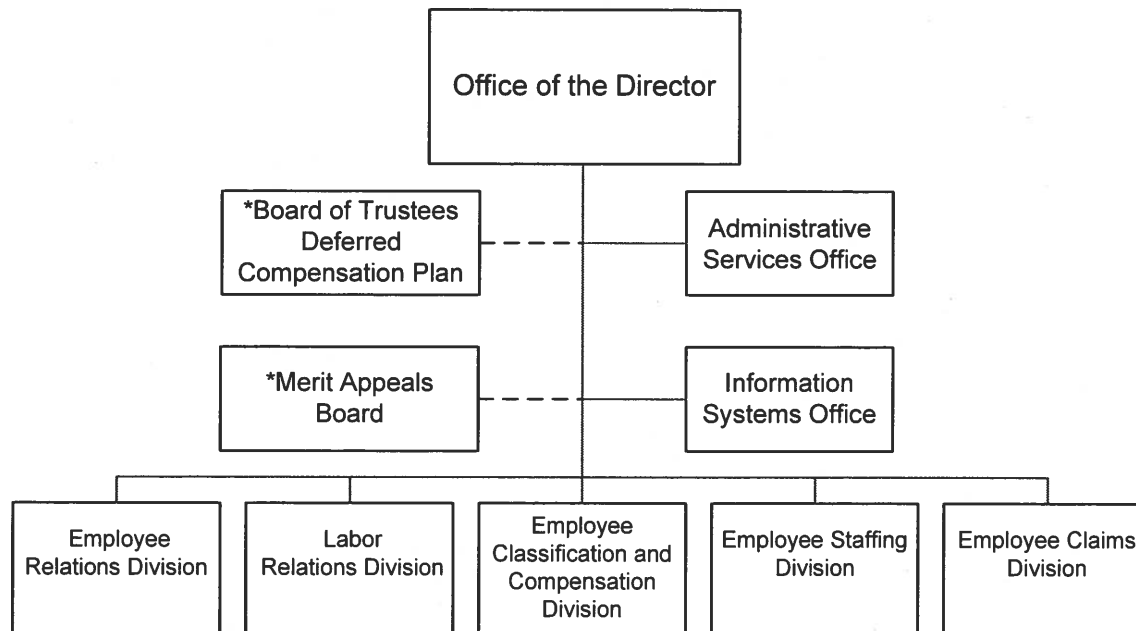 Office of the Director
*Board of Trustees
Deferred
Compensation Plan
Administrative
Services Office
*Merit Appeals
Board
Information
Systems Office
Employee
Relations Division
Labor
Relations Division
Employee
Classification and
Compensation
Division
Employee Staffing
Division
Employee Claims
Division